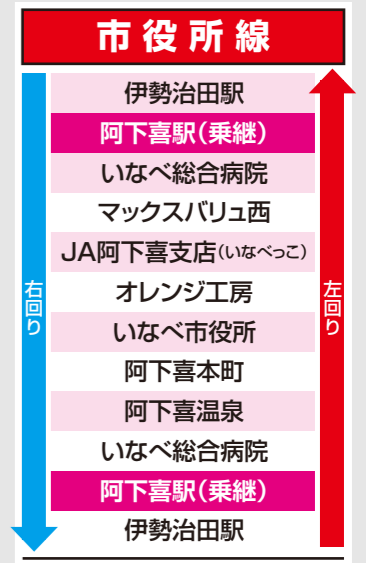 市役所線
伊勢治田駅
阿下喜駅（乗継）
いなべ総合病院
マックスバリュ西
JA阿下喜支店（いなべっこ）
オレンジ工房
いなべ市役所
阿下喜本町
阿下喜温泉
いなべ総合病院
阿下喜駅（乗継）
伊勢治田駅
右回り
左回り